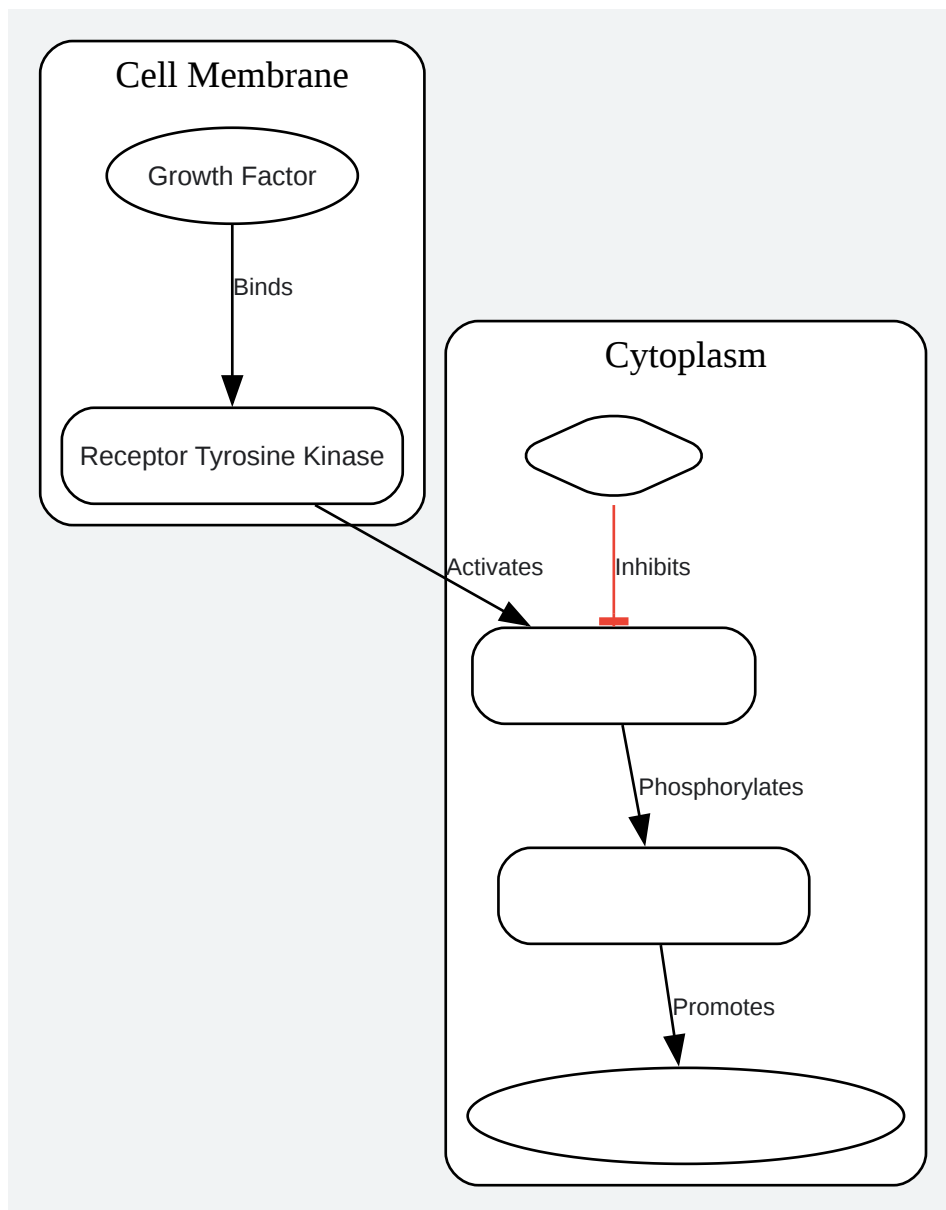 Cell Membrane
Growth Factor
Binds
Receptor Tyrosine Kinase
Cytoplasm
Activates
Inhibits
Phosphorylates
Promotes